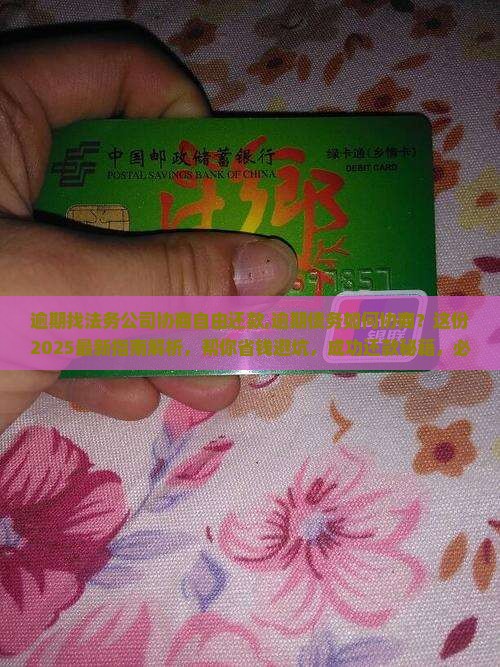 中国邮政储蓄银行
POSTAL SAVINGS BANK OF CHINA
绿卡通(乡情卡)
DEBIT CARD
乡
97857
逾期找法务公司协商自由还款,逾期债务如何协商?这份
2025最新指南解析,帮你省钱避坑,成功还款秘籍,必
银联